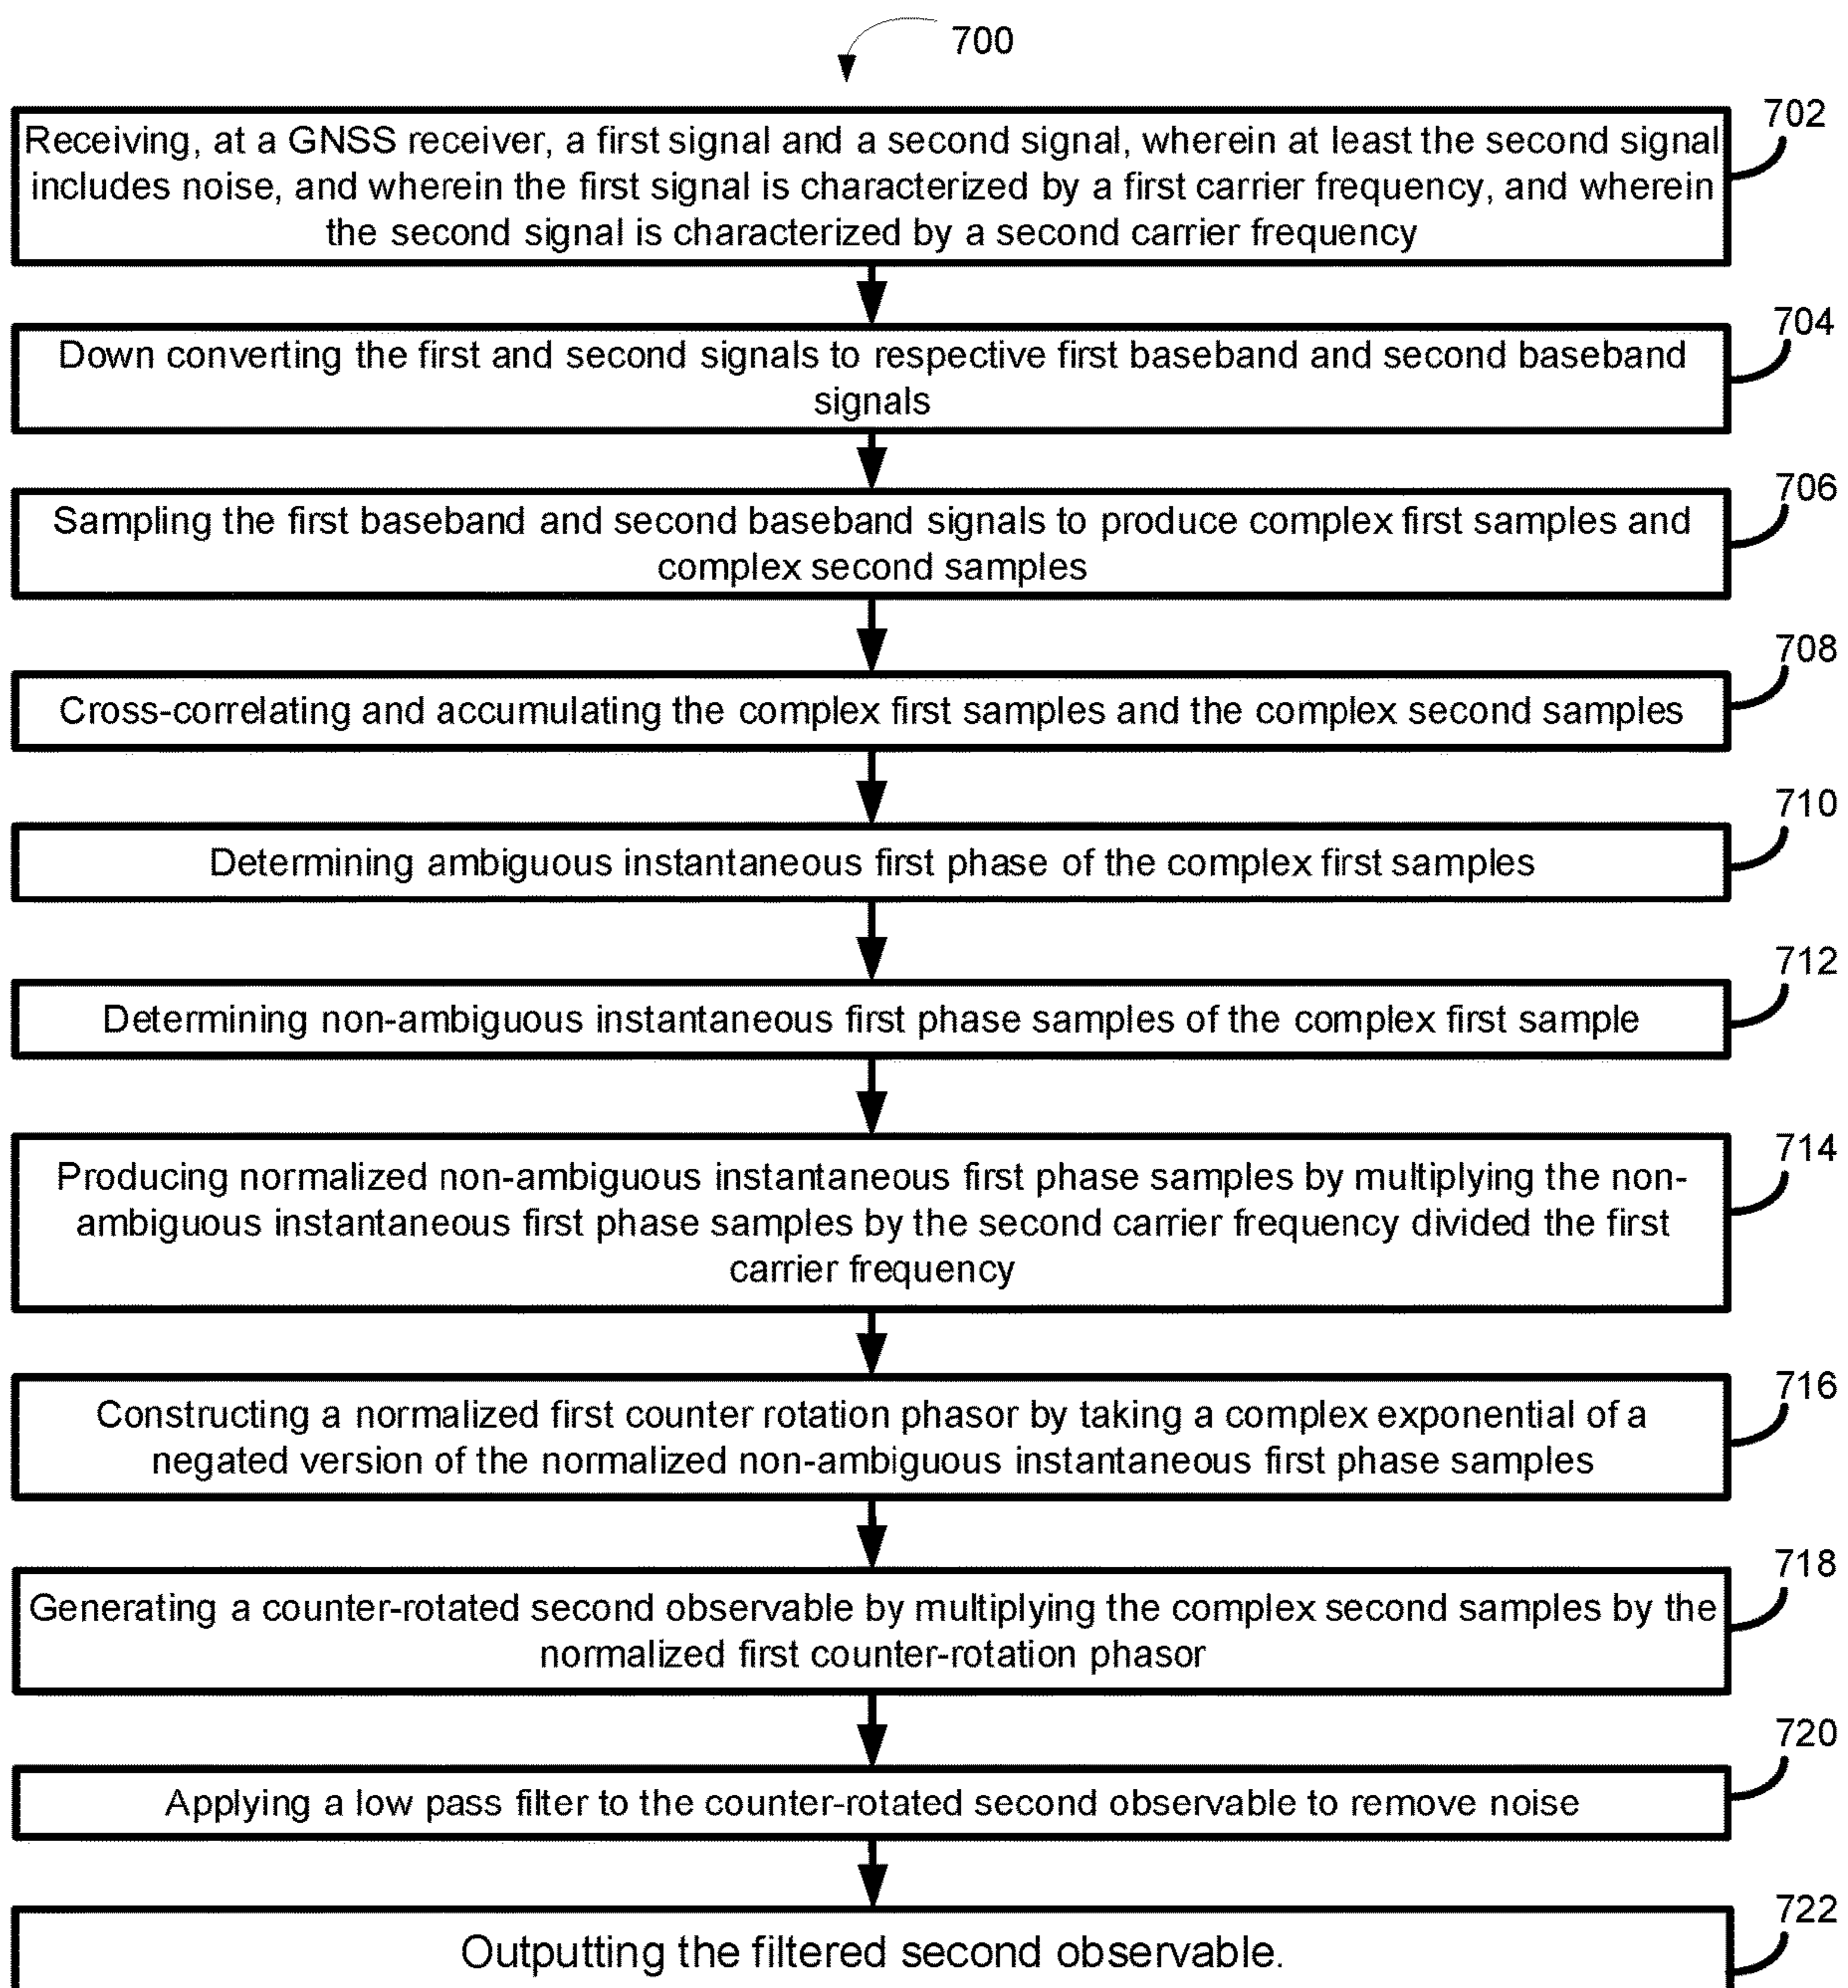 700
702
Receiving, at a GNSS receiver, a first signal and a second signal, wherein at least the second signal
includes noise, and wherein the first signal is characterized by a first carrier frequency, and wherein
the second signal is characterized by a second carrier frequency
704
Down converting the first and second signals to respective first baseband and second baseband
signals
706
Sampling the first baseband and second baseband signals to produce complex first samples and
complex second samples
708
Cross-correlating and accumulating the complex first samples and the complex second samples
710
Determining ambiguous instantaneous first phase of the complex first samples
712
Determining non-ambiguous instantaneous first phase samples of the complex first sample
714
Producing normalized non-ambiguous instantaneous first phase samples by multiplying the non-
ambiguous instantaneous first phase samples by the second carrier frequency divided the first
carrier frequency
716
Constructing a normalized first counter rotation phasor by taking a complex exponential of a
negated version of the normalized non-ambiguous instantaneous first phase samples
718
Generating a counter-rotated second observable by multiplying the complex second samples by the
normalized first counter-rotation phasor
720
Applying a low pass filter to the counter-rotated second observable to remove noise
722
Outputting the filtered second observable.